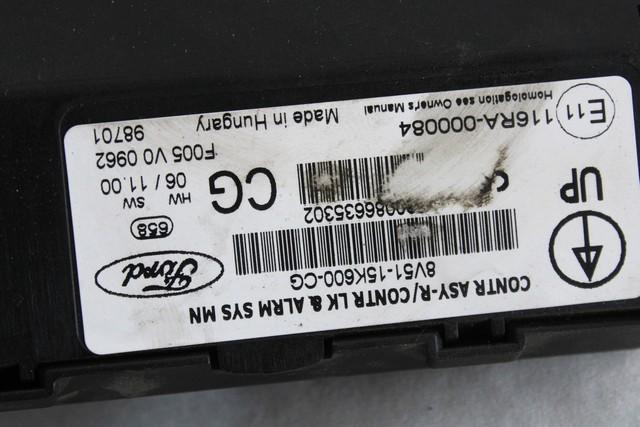 CONTR ASY-R/CONTR LK & ALRM SYS MN
8V51-15K600-CG
Ford
UP
658
CG
HW SW
06 / 11.00
F005 V0 0962
98701
Made in Hungary
E11
116RA-000084
Homologation see Owner's Manual